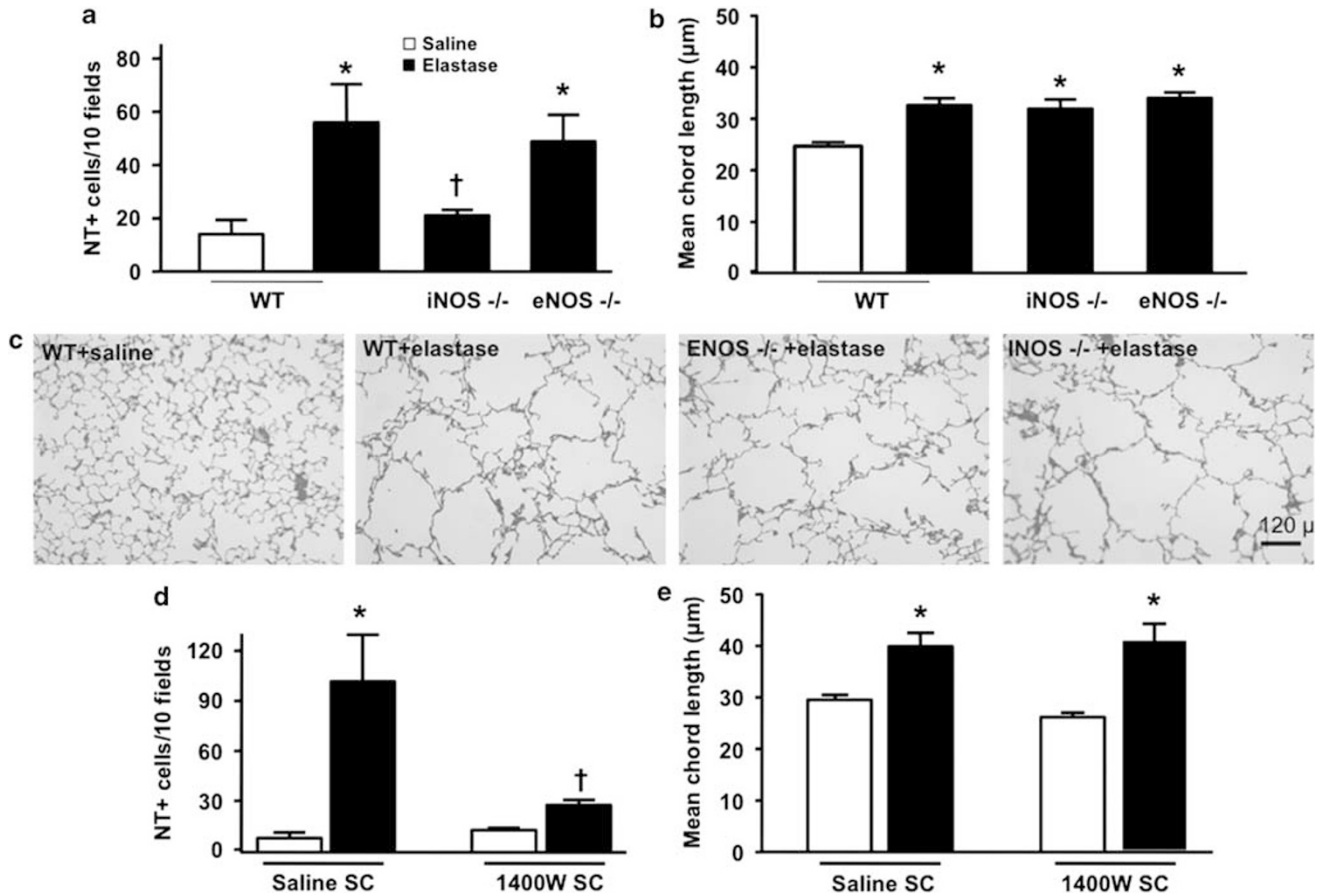 a
NT+ cells/10 fields
80
60
40
20
0
Saline
Elastase
*
†
*
WT
iNOS -/-
eNOS -/-
b
Mean chord length (µm)
50
40
30
20
10
0
*
*
*
WT
iNOS -/-
eNOS -/-
c
WT+saline
WT+elastase
ENOS -/- +elastase
INOS -/- +elastase
120 µ
d
NT+ cells/10 fields
120
90
60
30
0
*
†
Saline SC
1400W SC
e
Mean chord length (µm)
50
40
30
20
10
0
*
*
Saline SC
1400W SC